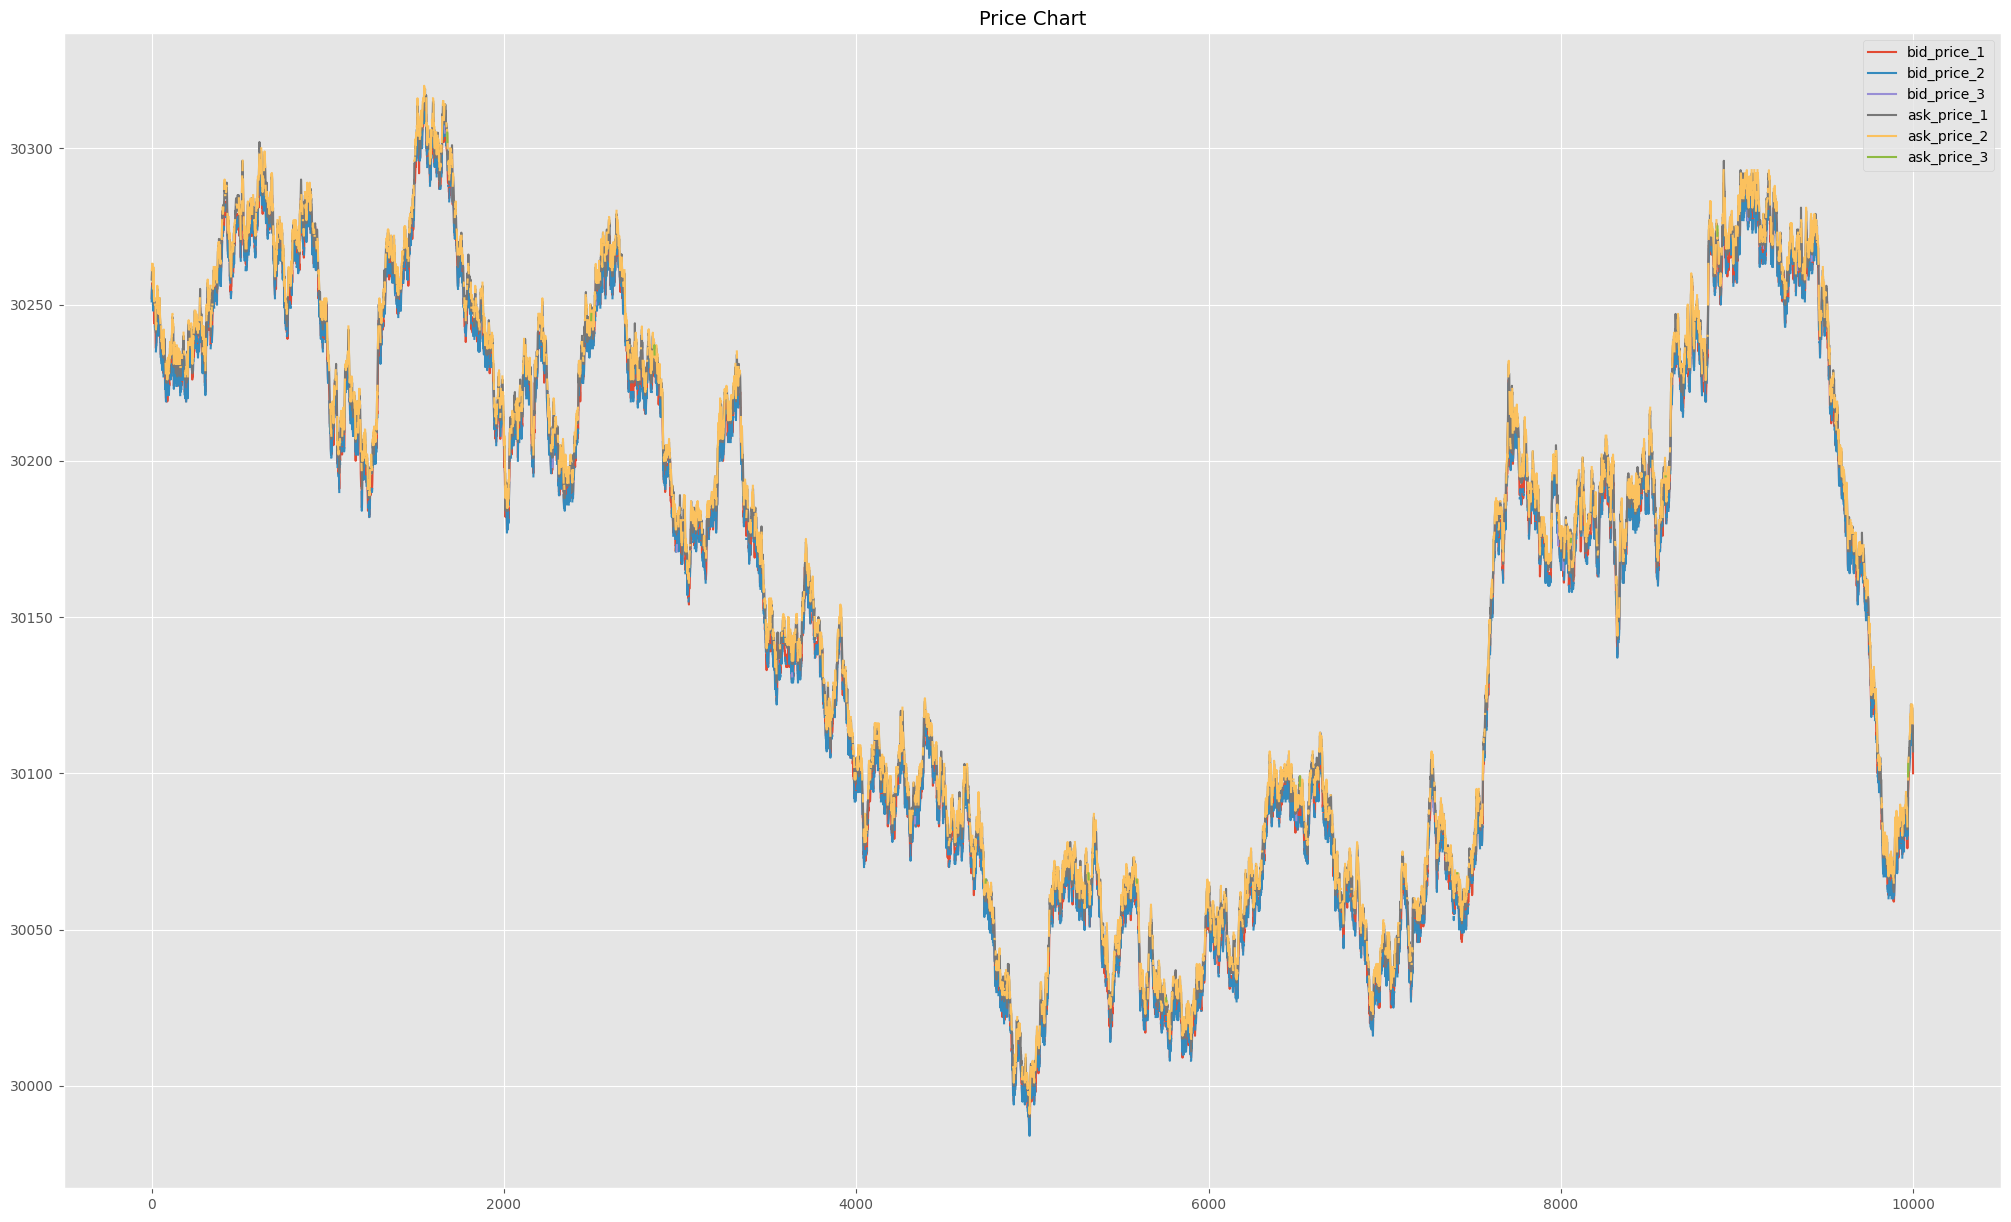 Price Chart
bid_price_1
bid_price_2
bid_price_3
ask_price_1
ask_price_2
ask_price_3
30300
30250
30200
30150
30100
30050
30000
0 2000 4000 6000 8000 10000